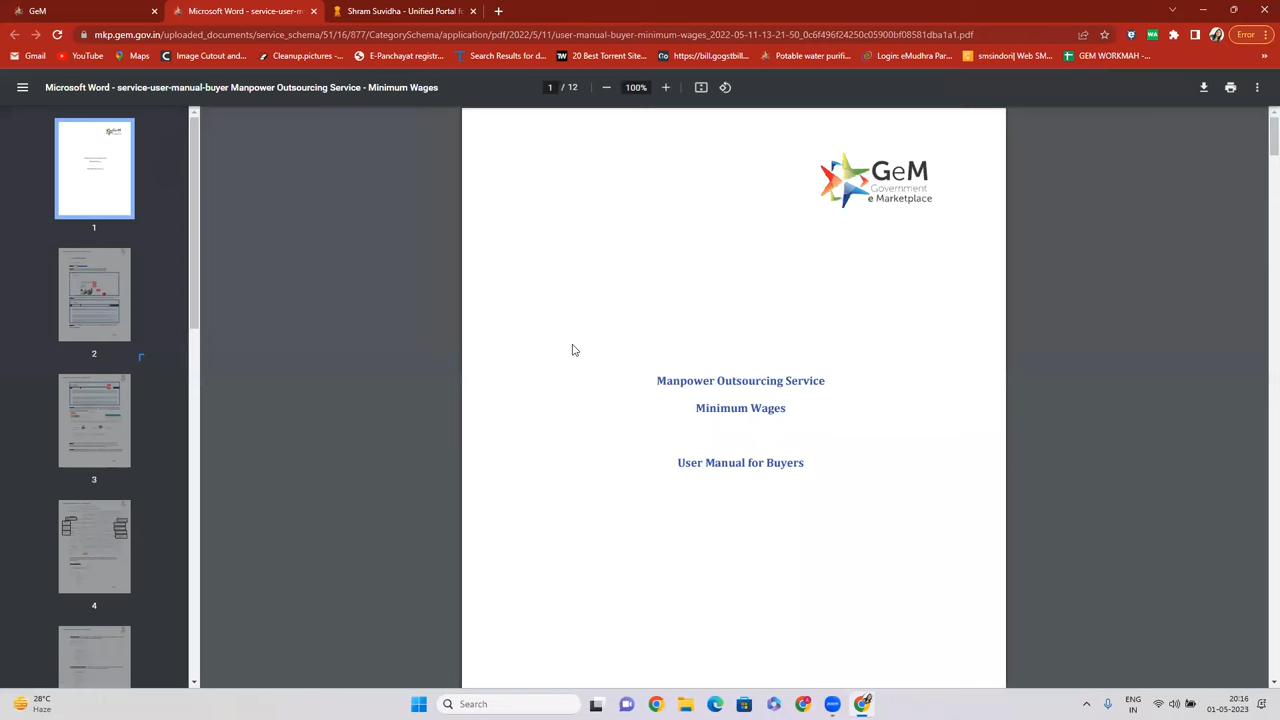 GeM
Microsoft Word - service-user-m
Shram Suvidha - Unified Portal fo
mkp.gem.gov.in/uploaded_documents/service_schema/51/16/877/CategorySchema/application/pdf/2022/5/11/user-manual-buyer-minimum-wages_2022-05-11-13-21-50_0c6f496f24250c05900bf08581dba1a1.pdf
Error
Gmail
YouTube
Maps
Image Cutout and...
Cleanup.pictures -...
E-Panchayat regist...
Search Results for d...
20 Best Torrent Site...
https://bill.gogstbill...
Potable water purifi...
Login: eMudhra Par...
smsindori| Web SM...
GEM WORKMAH -...
Microsoft Word - service-user-manual-buyer Manpower Outsourcing Service - Minimum Wages
1 / 12
100%
GeM
Government
e Marketplace
Manpower Outsourcing Service
Minimum Wages
User Manual for Buyers
1
2
3
4
28°C
Haze
Search
ENG
IN
20:16
01-05-2023